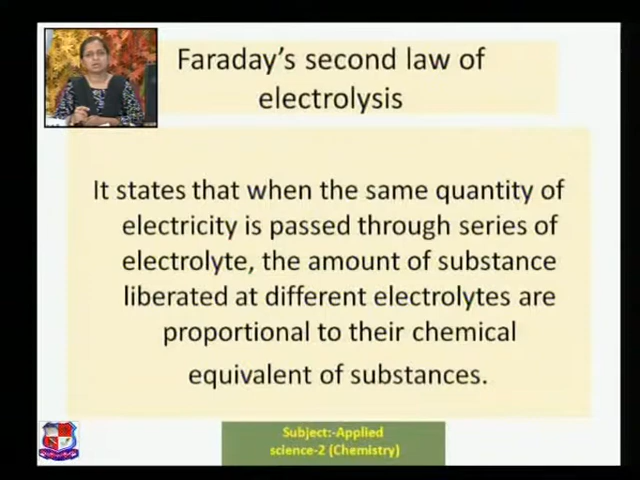 Faraday's second law of
electrolysis
It states that when the same quantity of
electricity is passed through series of
electrolyte, the amount of substance
liberated at different electrolytes are
proportional to their chemical
equivalent of substances.
Subject:-Applied
science-2 (Chemistry)